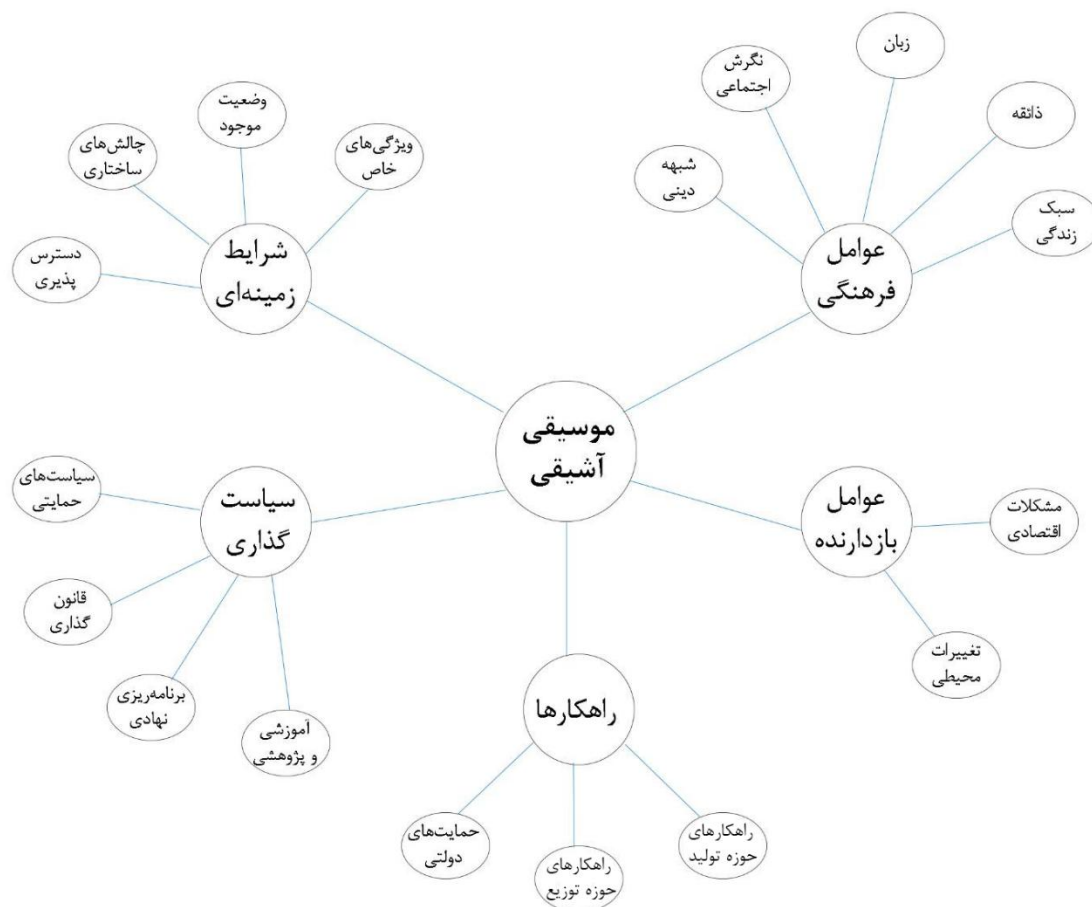 موسیقی
آشیقی
عوامل
فرهنگی
شبهه
دینی
نگرش
اجتماعی
زبان
ذائقه
سبک
زندگی
عوامل
بازدارنده
مشکلات
اقتصادی
تغییرات
محیطی
راهکارها
راهکارهای
حوزه تولید
راهکارهای
حوزه توزیع
حمایت‌های
دولتی
سیاست
گذاری
آموزشی
و پژوهشی
برنامه‌ریزی
نهادی
قانون
گذاری
سیاست‌های
حمایتی
شرایط
زمینه‌ای
دسترس
پذیری
چالش‌های
ساختاری
وضعیت
موجود
ویژگی‌های
خاص